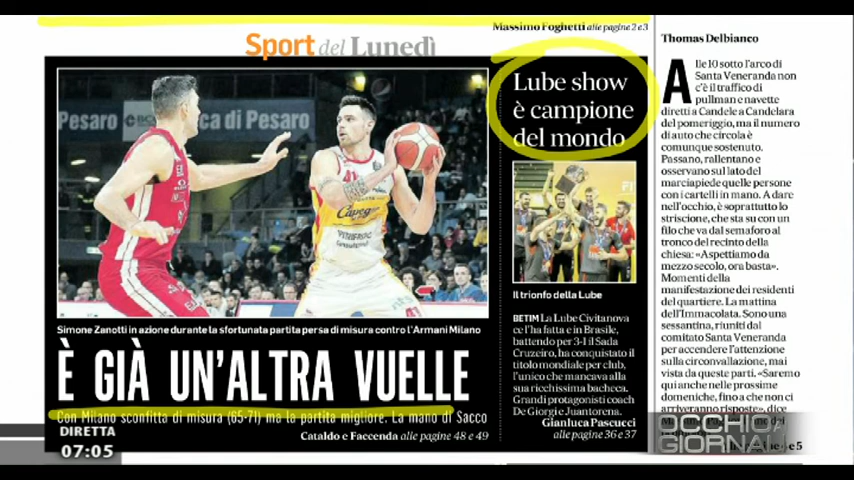 Massimo Foghetti alle pagine 2 e 3
Sport del Lunedì
Pesaro
ca di Pesaro
Simone Zanotti in azione durante la sfortunata partita persa di misura contro l'Armani Milano
È GIÀ UN'ALTRA VUELLE
Con Milano sconfitta di misura (65-71) ma la partita migliore. La mano di Sacco
Cataldo e Faccenda alle pagine 48 e 49
Lube show
è campione
del mondo
Il trionfo della Lube
BETIM La Lube Civitanova
ce l'ha fatta e in Brasile,
battendo per 3-1 il Sada
Cruzeiro, ha conquistato il
titolo mondiale per club,
l'unico che mancava alla
sua ricchissima bacheca.
Grandi protagonisti coach
De Giorgi e Juantorena.
Gianluca Pascucci
alle pagine 36 e 37
Thomas Delbianco
Alle 10 sotto l'arco di
Santa Veneranda non
c'è il traffico di
pullman e navette
diretti a Candele a Candelara
del pomeriggio, ma il numero
di auto che circola è
comunque sostenuto.
Passano, rallentano e
osservano sul lato del
marciapiede quelle persone
con i cartelli in mano. A dare
nell'occhio, è soprattutto lo
striscione, che sta su con un
filo che va dal semaforo al
tronco del recinto della
chiesa: «Aspettiamo da
mezzo secolo, ora basta».
Momenti della
manifestazione dei residenti
del quartiere. La mattina
dell'Immacolata. Sono una
sessantina, riuniti dal
comitato Santa Veneranda
per accendere l'attenzione
sulla circonvallazione, mai
vista da queste parti. «Saremo
qui anche nelle prossime
domeniche, fino a che non ci
arriveranno risposte», dice
DIRETTA
07:05
OCCHIO AI
GIORNALI